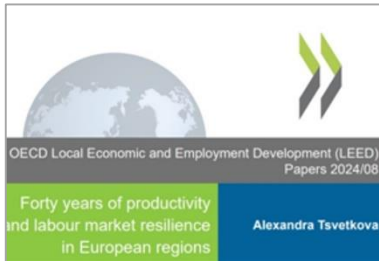 OECD Local Economic and Employment Development (LEED)
Papers 2024/08
Forty years of productivity
and labour market resilience
in European regions
Alexandra Tsvetkova